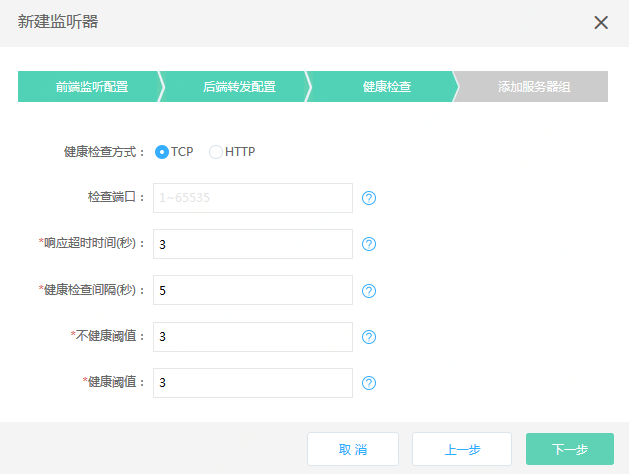 新建监听器
前端监听配置 后端转发配置 健康检查 添加服务器组
健康检查方式： TCP HTTP
检查端口： 1~65535
*响应超时时间(秒)： 3
*健康检查间隔(秒)： 5
*不健康阈值： 3
*健康阈值： 3
取 消 上一步 下一步